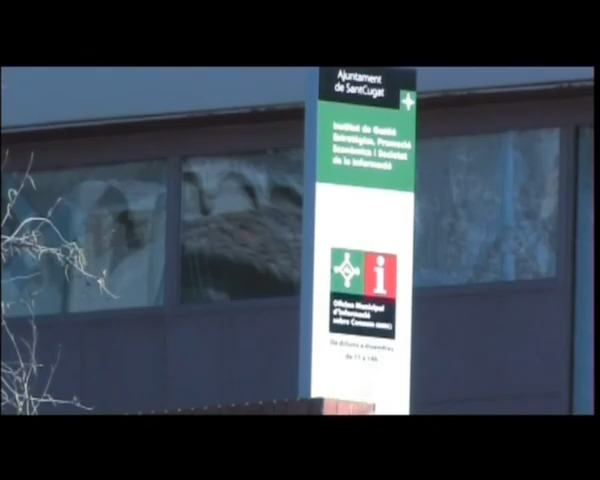 Ajuntament
de SantCugat
Institut de Gestió
Estratègica, Promoció
Econòmica i Societat
de la Informació
i
Oficina Municipal
d'Informació
sobre Consum (OMIC)
De dilluns a divendres
de 11 a 14h